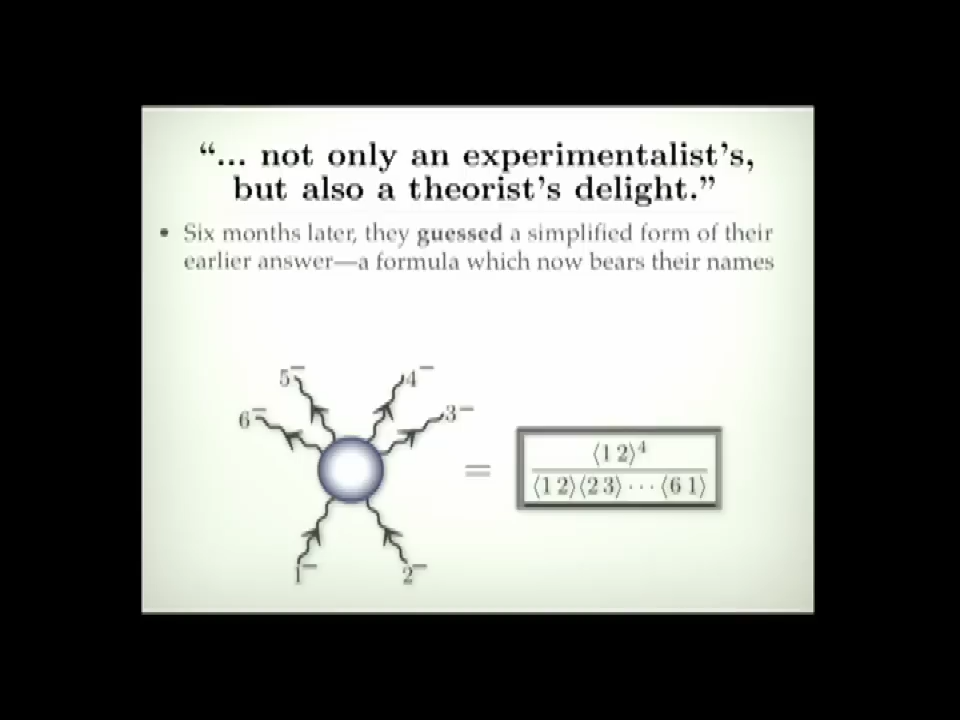 “... not only an experimentalist’s,
but also a theorist’s delight.”
• Six months later, they guessed a simplified form of their
earlier answer—a formula which now bears their names
5⁻ 4⁻
6⁻ 3⁻
⟨1 2⟩⁴
= ⟨1 2⟩⟨2 3⟩ ··· ⟨6 1⟩
1⁻ 2⁻